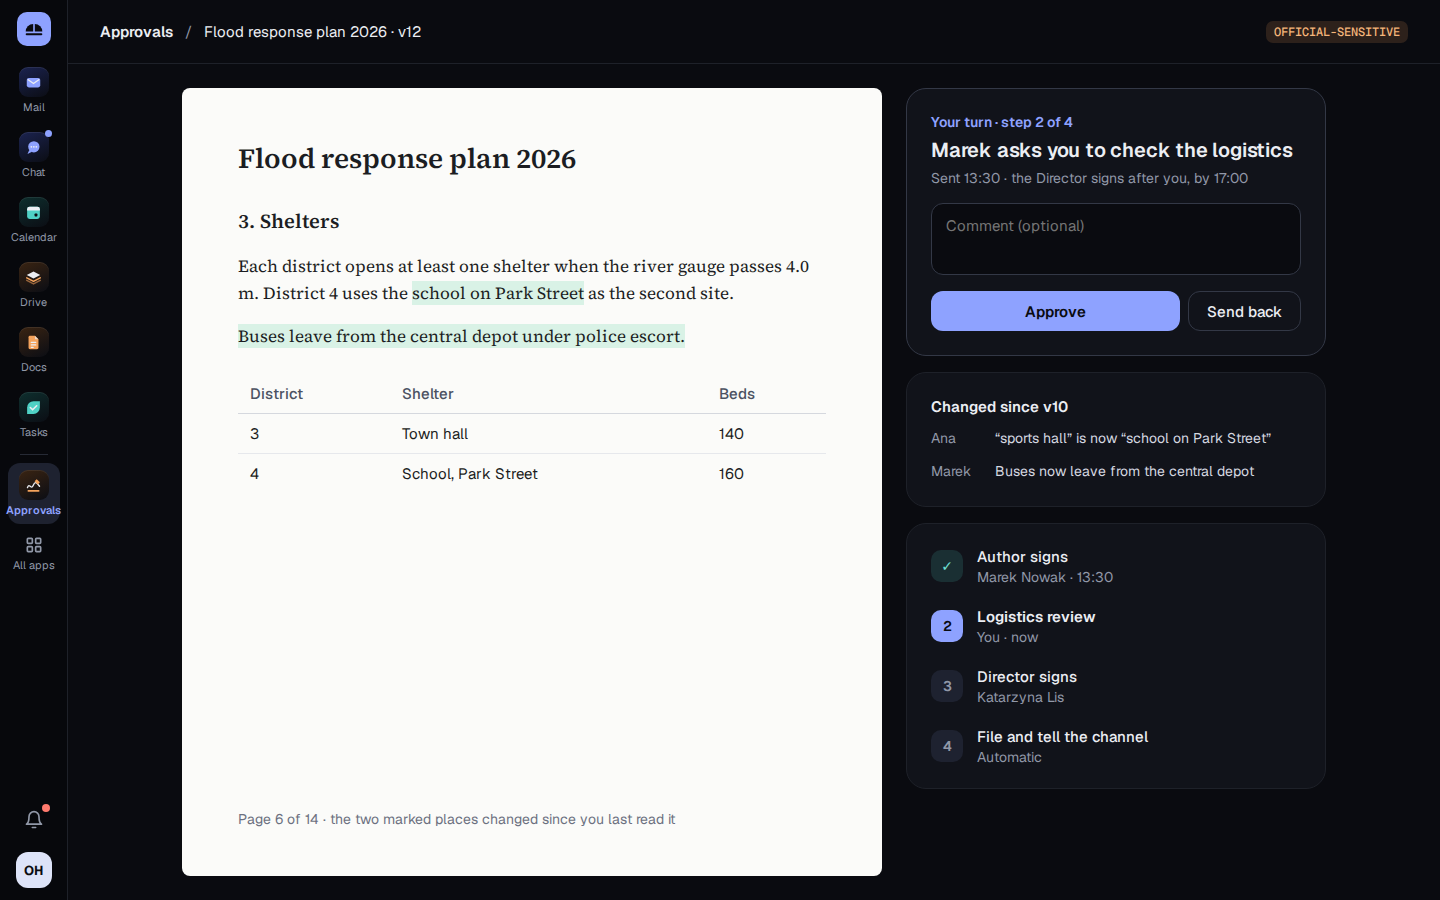 Approvals / Flood response plan 2026 · v12
OFFICIAL-SENSITIVE
Mail
Chat
Calendar
Drive
Docs
Tasks
Approvals
All apps
OH
Flood response plan 2026
3. Shelters
Each district opens at least one shelter when the river gauge passes 4.0
m. District 4 uses the school on Park Street as the second site.
Buses leave from the central depot under police escort.
District Shelter Beds
3 Town hall 140
4 School, Park Street 160
Page 6 of 14 · the two marked places changed since you last read it
Your turn · step 2 of 4
Marek asks you to check the logistics
Sent 13:30 · the Director signs after you, by 17:00
Comment (optional)
Approve Send back
Changed since v10
Ana “sports hall” is now “school on Park Street”
Marek Buses now leave from the central depot
✓ Author signs
Marek Nowak · 13:30
2 Logistics review
You · now
3 Director signs
Katarzyna Lis
4 File and tell the channel
Automatic